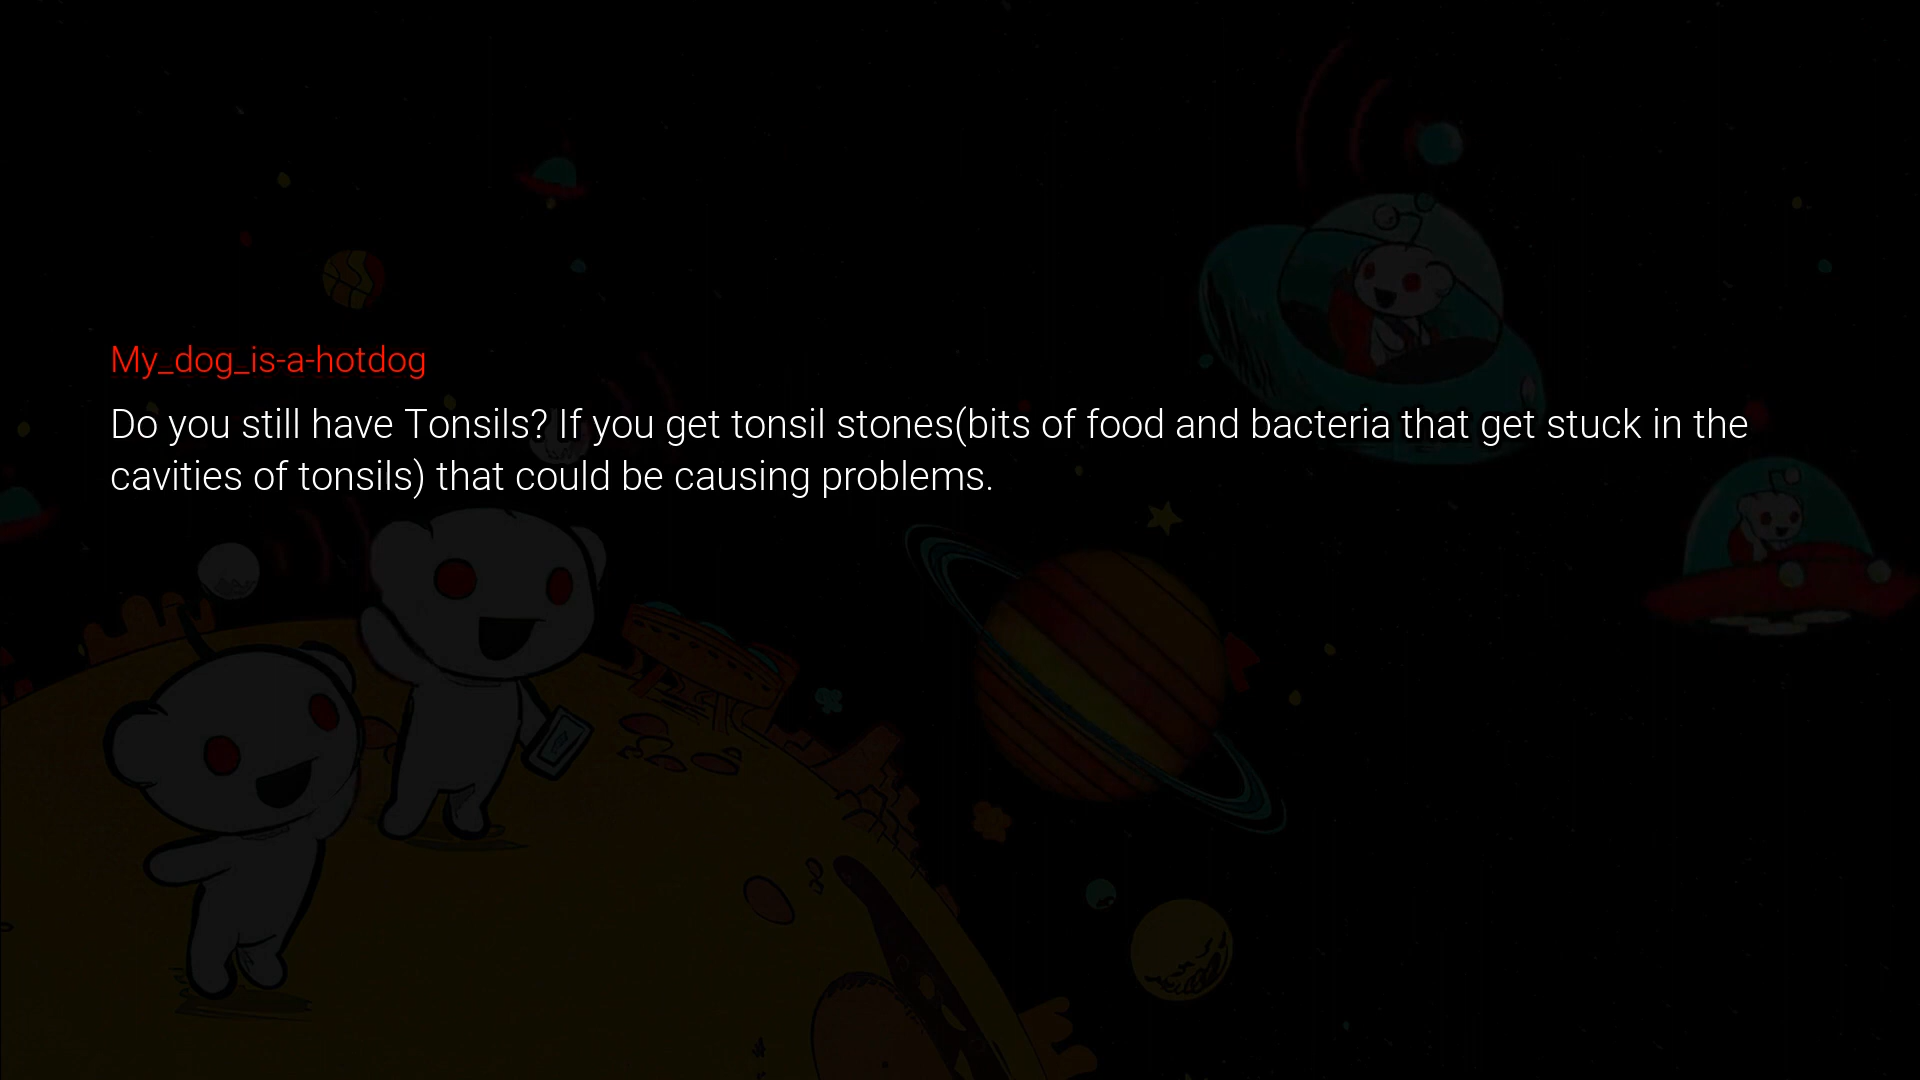 My_dog_is-a-hotdog
Do you still have Tonsils? If you get tonsil stones(bits of food and bacteria that get stuck in the
cavities of tonsils) that could be causing problems.